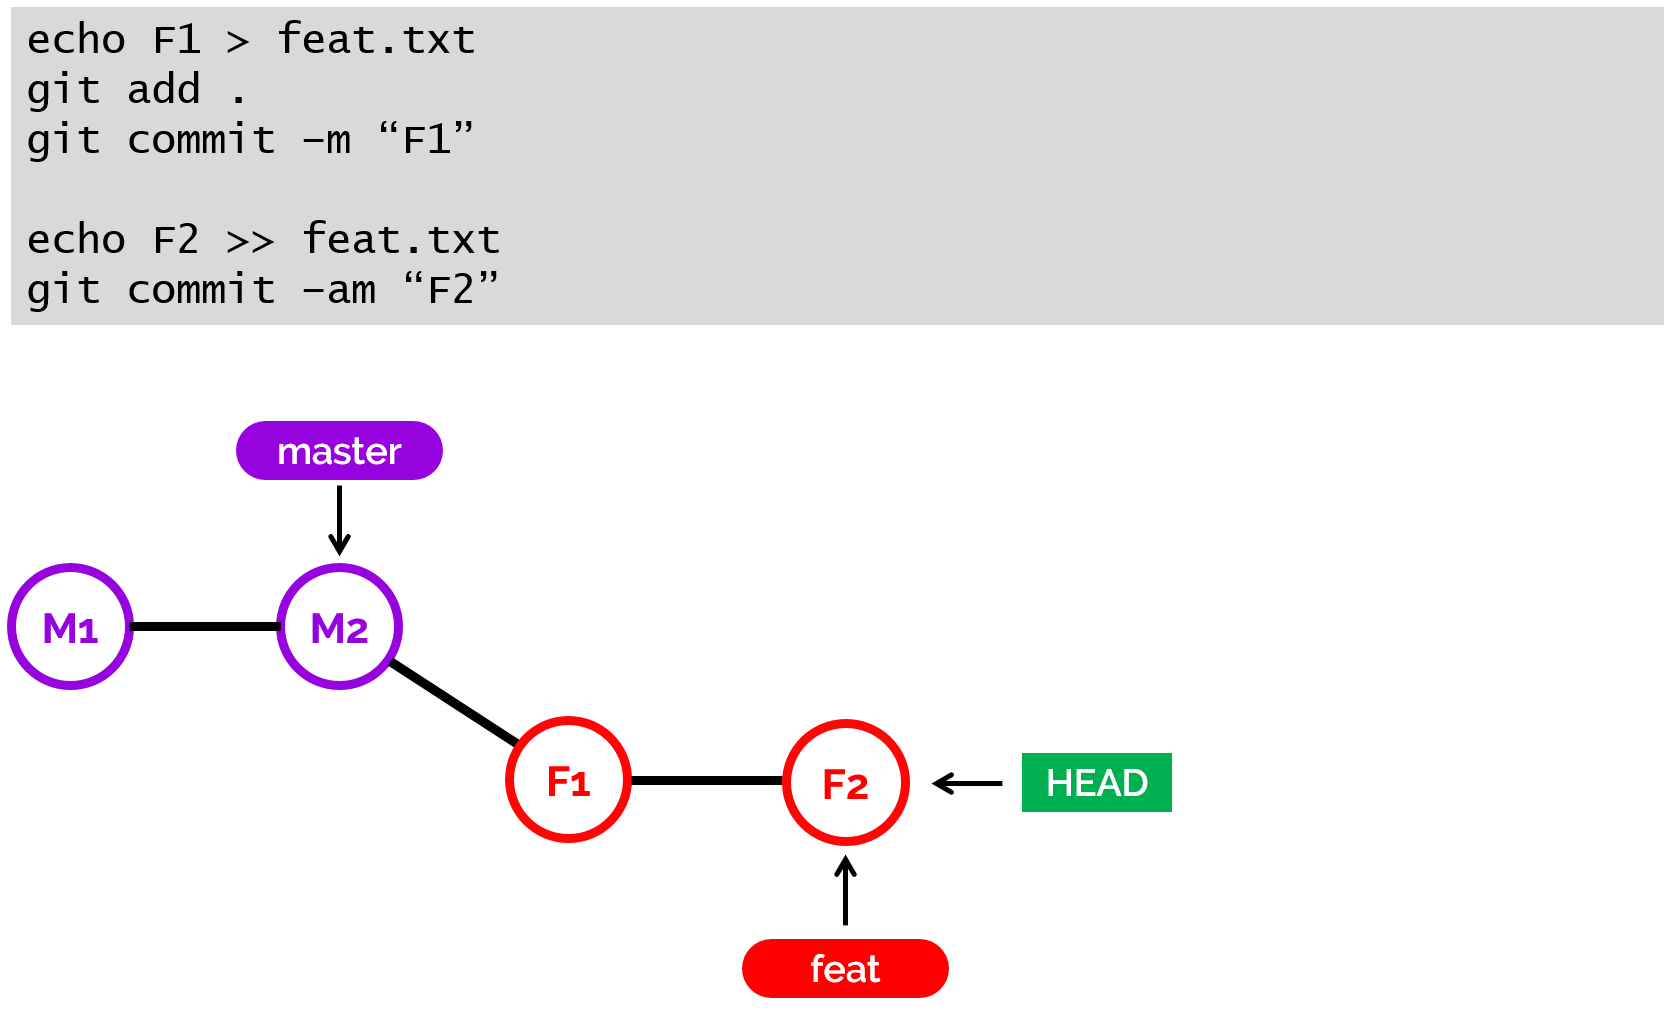 echo F1 > feat.txt
git add .
git commit –m “F1”
echo F2 >> feat.txt
git commit –am “F2”
master
M1
M2
F1
F2
HEAD
feat